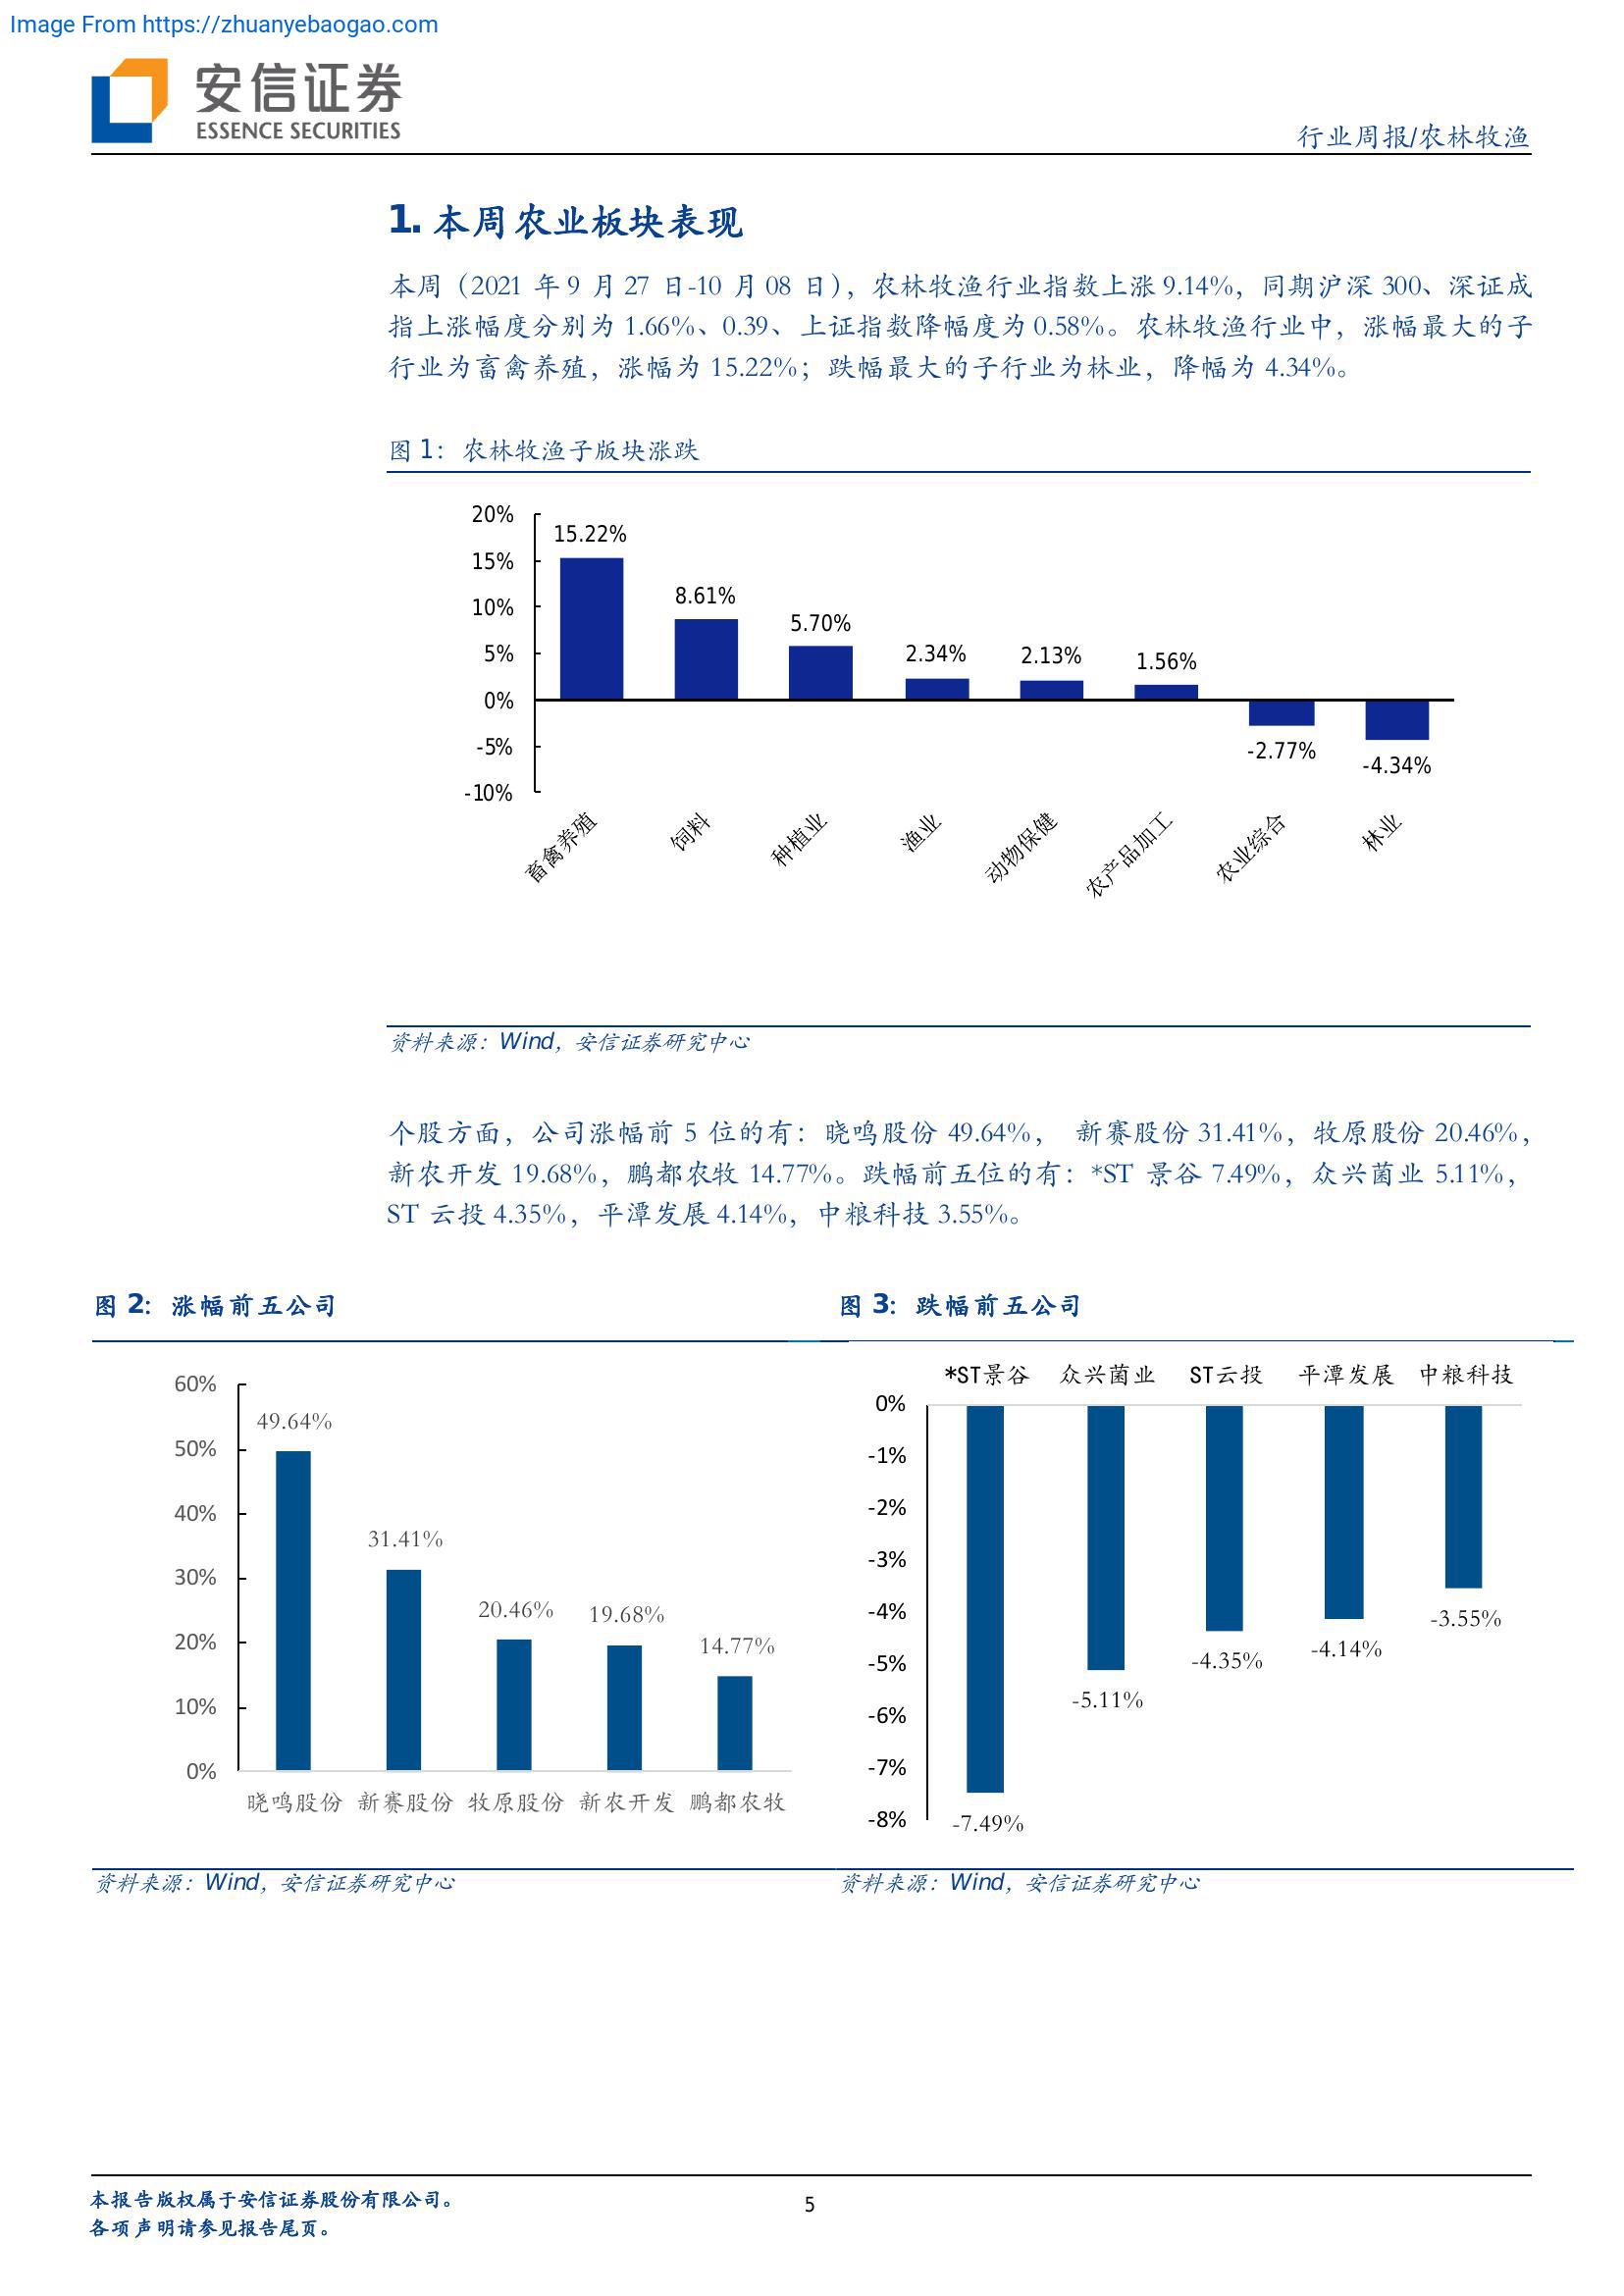 Image From https://zhuanyebaogao.com
安信证券
ESSENCE SECURITIES
行业周报/农林牧渔
1. 本周农业板块表现
本周（2021 年 9 月 27 日-10 月 08 日），农林牧渔行业指数上涨 9.14%，同期沪深 300、深证成
指上涨幅度分别为 1.66%、0.39、上证指数降幅度为 0.58%。农林牧渔行业中，涨幅最大的子
行业为畜禽养殖，涨幅为 15.22%；跌幅最大的子行业为林业，降幅为 4.34%。
图 1：农林牧渔子版块涨跌
20%
15%
10%
5%
0%
-5%
-10%
15.22%
8.61%
5.70%
2.34%
2.13%
1.56%
-2.77%
-4.34%
畜禽养殖
饲料
种植业
渔业
动物保健
农产品加工
农业综合
林业
资料来源：Wind，安信证券研究中心
个股方面，公司涨幅前 5 位的有：晓鸣股份 49.64%， 新赛股份 31.41%，牧原股份 20.46%，
新农开发 19.68%，鹏都农牧 14.77%。跌幅前五位的有：*ST 景谷 7.49%，众兴菌业 5.11%，
ST 云投 4.35%，平潭发展 4.14%，中粮科技 3.55%。
图 2：涨幅前五公司
60%
50%
40%
30%
20%
10%
0%
49.64%
31.41%
20.46%
19.68%
14.77%
晓鸣股份 新赛股份 牧原股份 新农开发 鹏都农牧
资料来源：Wind，安信证券研究中心
图 3：跌幅前五公司
*ST景谷 众兴菌业 ST云投 平潭发展 中粮科技
0%
-1%
-2%
-3%
-4%
-5%
-6%
-7%
-8%
-7.49%
-5.11%
-4.35%
-4.14%
-3.55%
资料来源：Wind，安信证券研究中心
本报告版权属于安信证券股份有限公司。
各项声明请参见报告尾页。
5